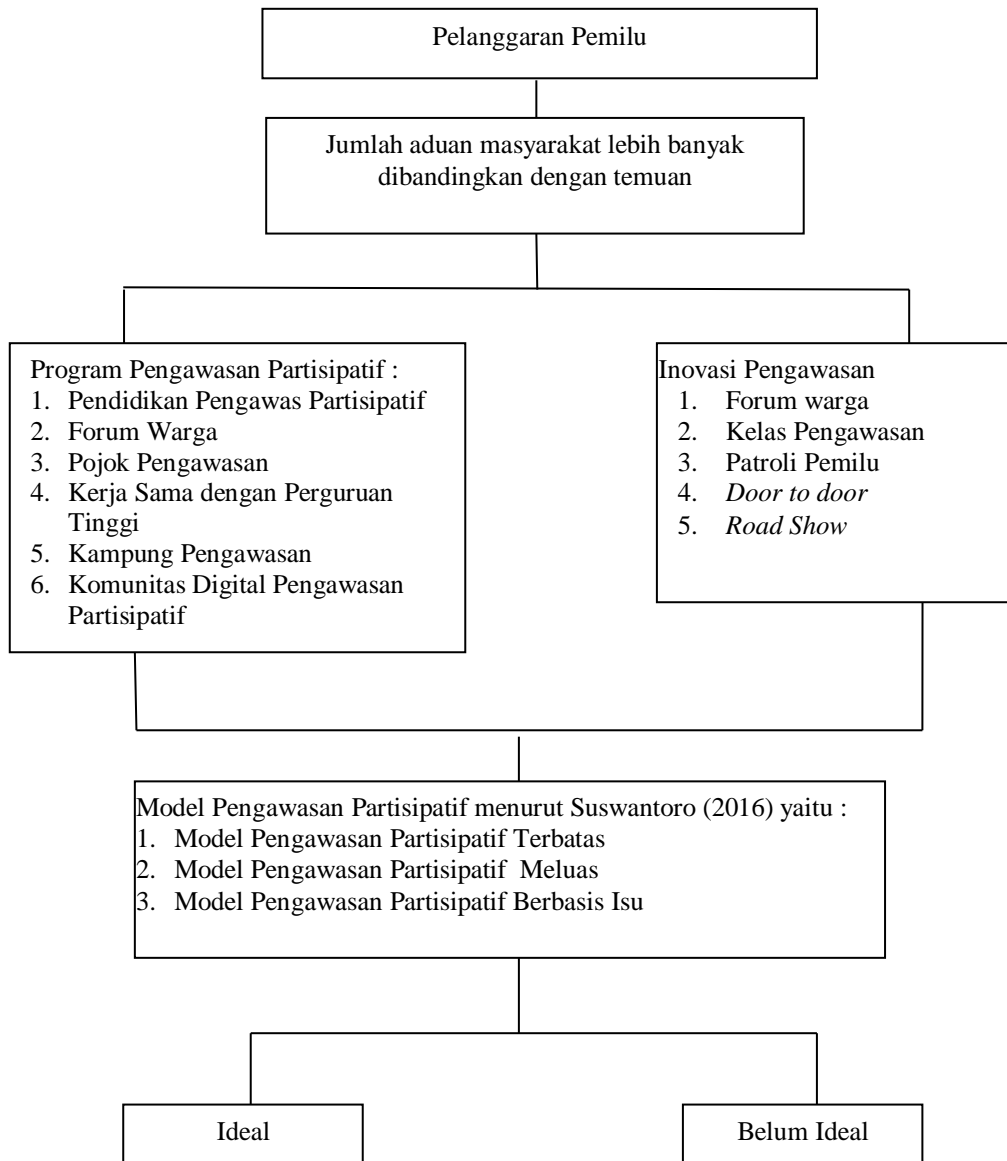 Pelanggaran Pemilu
Jumlah aduan masyarakat lebih banyak
dibandingkan dengan temuan
Program Pengawasan Partisipatif :
1. Pendidikan Pengawas Partisipatif
2. Forum Warga
3. Pojok Pengawasan
4. Kerja Sama dengan Perguruan
Tinggi
5. Kampung Pengawasan
6. Komunitas Digital Pengawasan
Partisipatif
Inovasi Pengawasan
1. Forum warga
2. Kelas Pengawasan
3. Patroli Pemilu
4. Door to door
5. Road Show
Model Pengawasan Partisipatif menurut Suswantoro (2016) yaitu :
1. Model Pengawasan Partisipatif Terbatas
2. Model Pengawasan Partisipatif Meluas
3. Model Pengawasan Partisipatif Berbasis Isu
Ideal
Belum Ideal